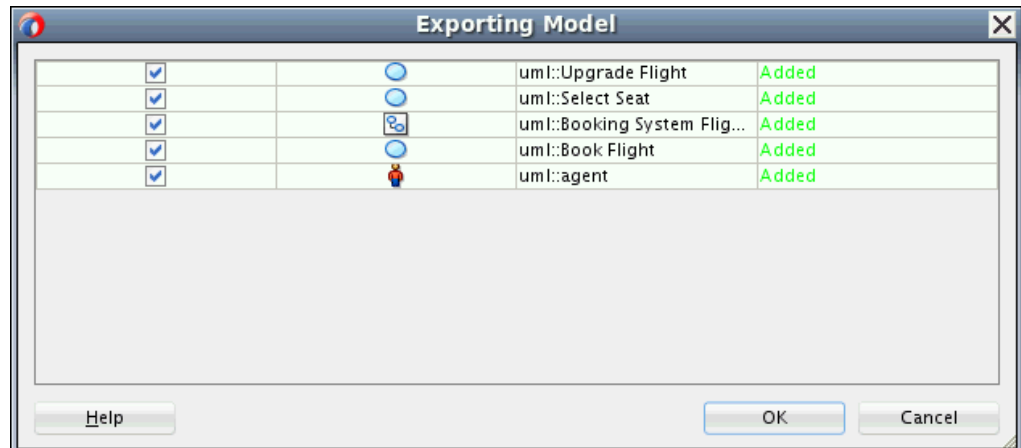 Exporting Model
uml::Upgrade Flight Added
uml::Select Seat Added
uml::Booking System Flig... Added
uml::Book Flight Added
uml::agent Added
Help OK Cancel